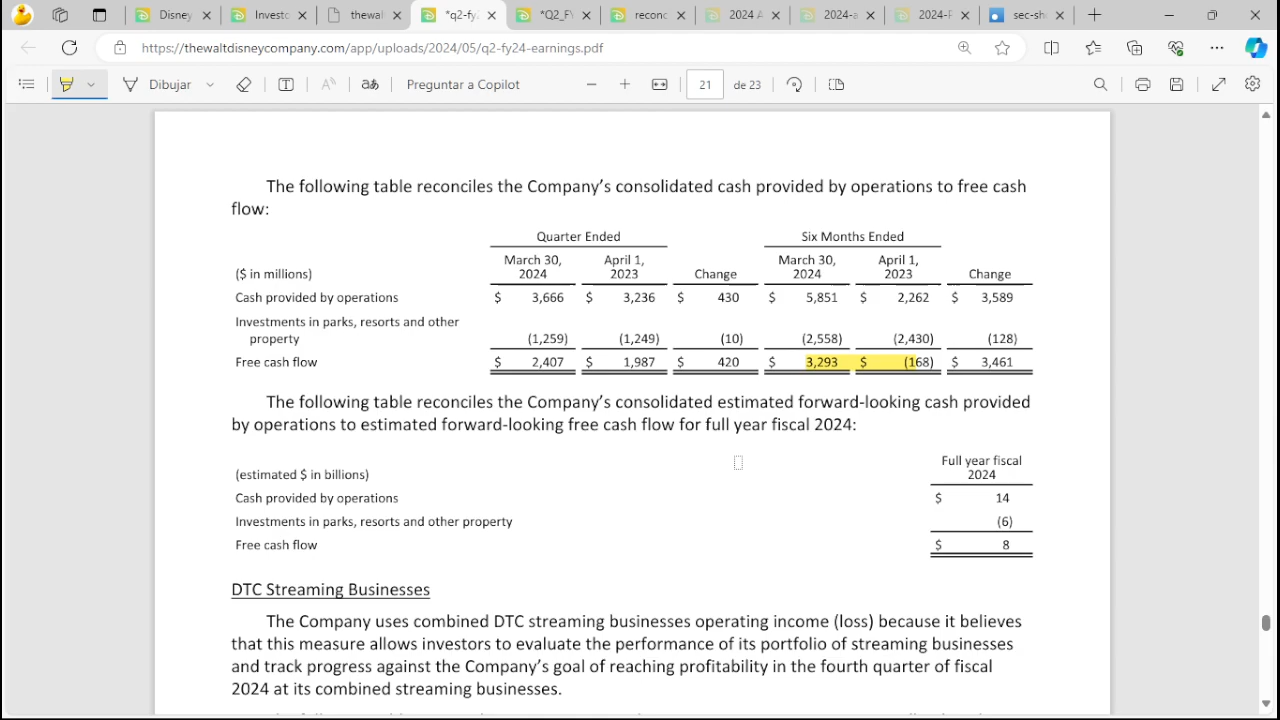 Disney
Investo
thewal
*q2-fy
*Q2_FY
reconc
2024 A
2024-a
2024-F
sec-sh
https://thewaltdisneycompany.com/app/uploads/2024/05/q2-fy24-earnings.pdf
Dibujar
Preguntar a Copilot
21 de 23
The following table reconciles the Company's consolidated cash provided by operations to free cash
flow:
Quarter Ended Six Months Ended
($ in millions) March 30, 2024 April 1, 2023 Change March 30, 2024 April 1, 2023 Change
Cash provided by operations $ 3,666 $ 3,236 $ 430 $ 5,851 $ 2,262 $ 3,589
Investments in parks, resorts and other
property (1,259) (1,249) (10) (2,558) (2,430) (128)
Free cash flow $ 2,407 $ 1,987 $ 420 $ 3,293 $ (168) $ 3,461
The following table reconciles the Company's consolidated estimated forward-looking cash provided
by operations to estimated forward-looking free cash flow for full year fiscal 2024:
Full year fiscal
(estimated $ in billions) 2024
Cash provided by operations $ 14
Investments in parks, resorts and other property (6)
Free cash flow $ 8
DTC Streaming Businesses
The Company uses combined DTC streaming businesses operating income (loss) because it believes
that this measure allows investors to evaluate the performance of its portfolio of streaming businesses
and track progress against the Company's goal of reaching profitability in the fourth quarter of fiscal
2024 at its combined streaming businesses.